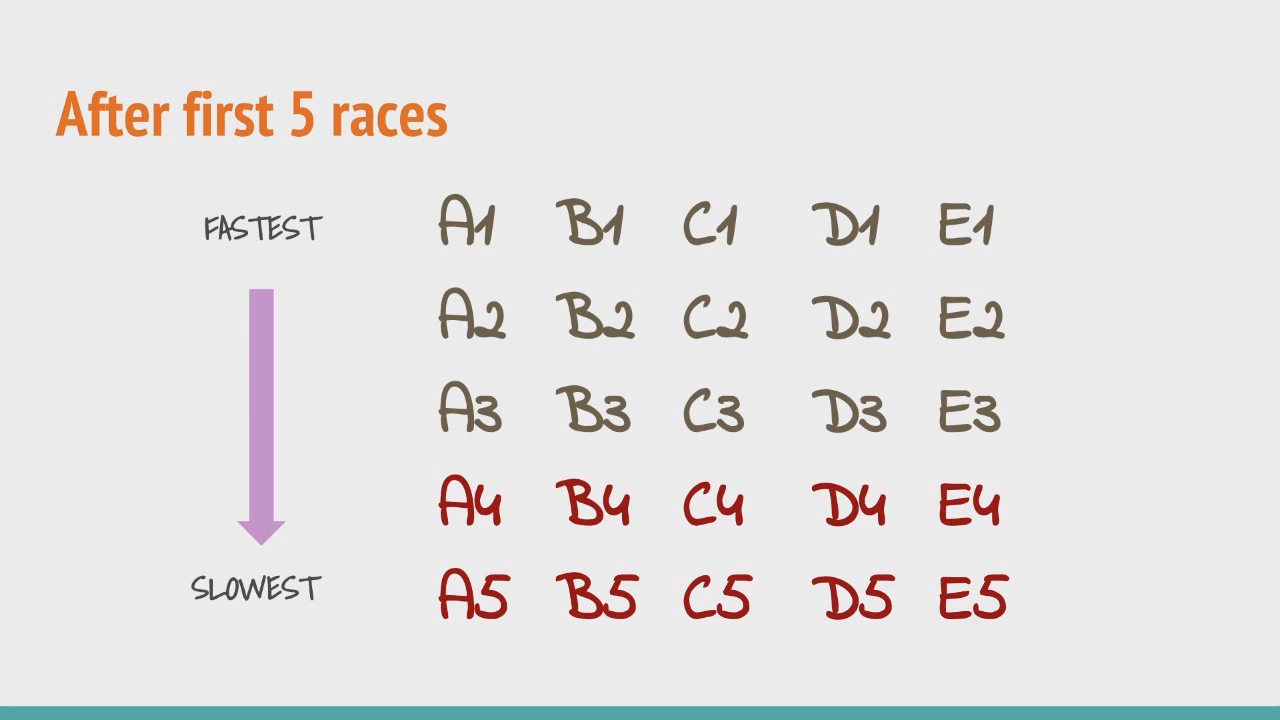 After first 5 races
FASTEST A1 B1 C1 D1 E1
A2 B2 C2 D2 E2
A3 B3 C3 D3 E3
A4 B4 C4 D4 E4
SLOWEST A5 B5 C5 D5 E5